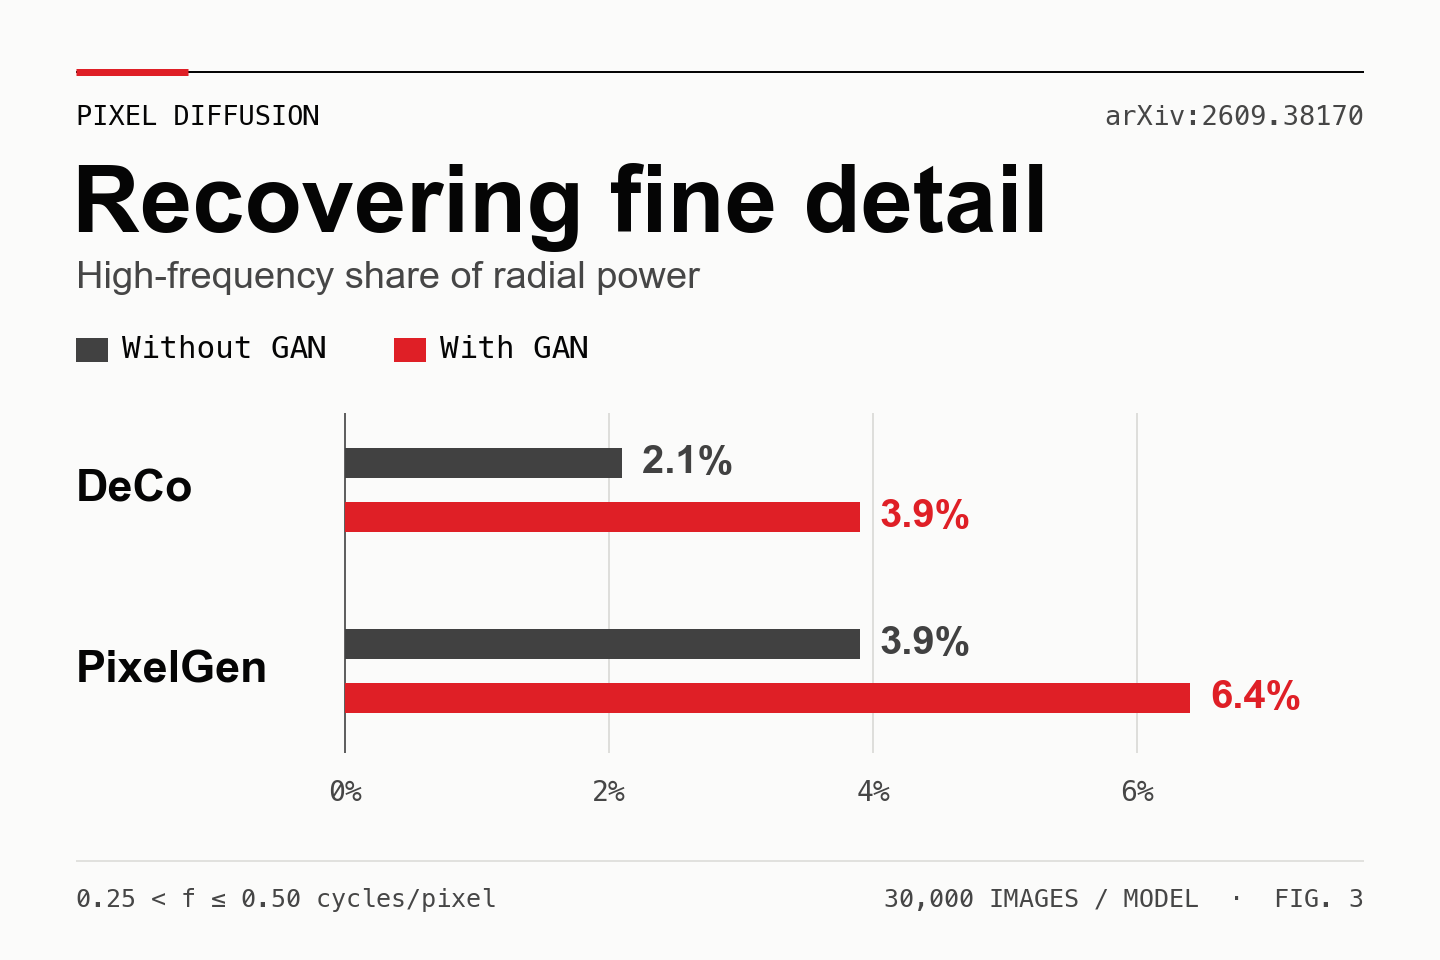 PIXEL DIFFUSION
arXiv:2609.38170
Recovering fine detail
High-frequency share of radial power
Without GAN
With GAN
DeCo
2.1%
3.9%
PixelGen
3.9%
6.4%
0% 2% 4% 6%
0.25 < f ≤ 0.50 cycles/pixel
30,000 IMAGES / MODEL · FIG. 3